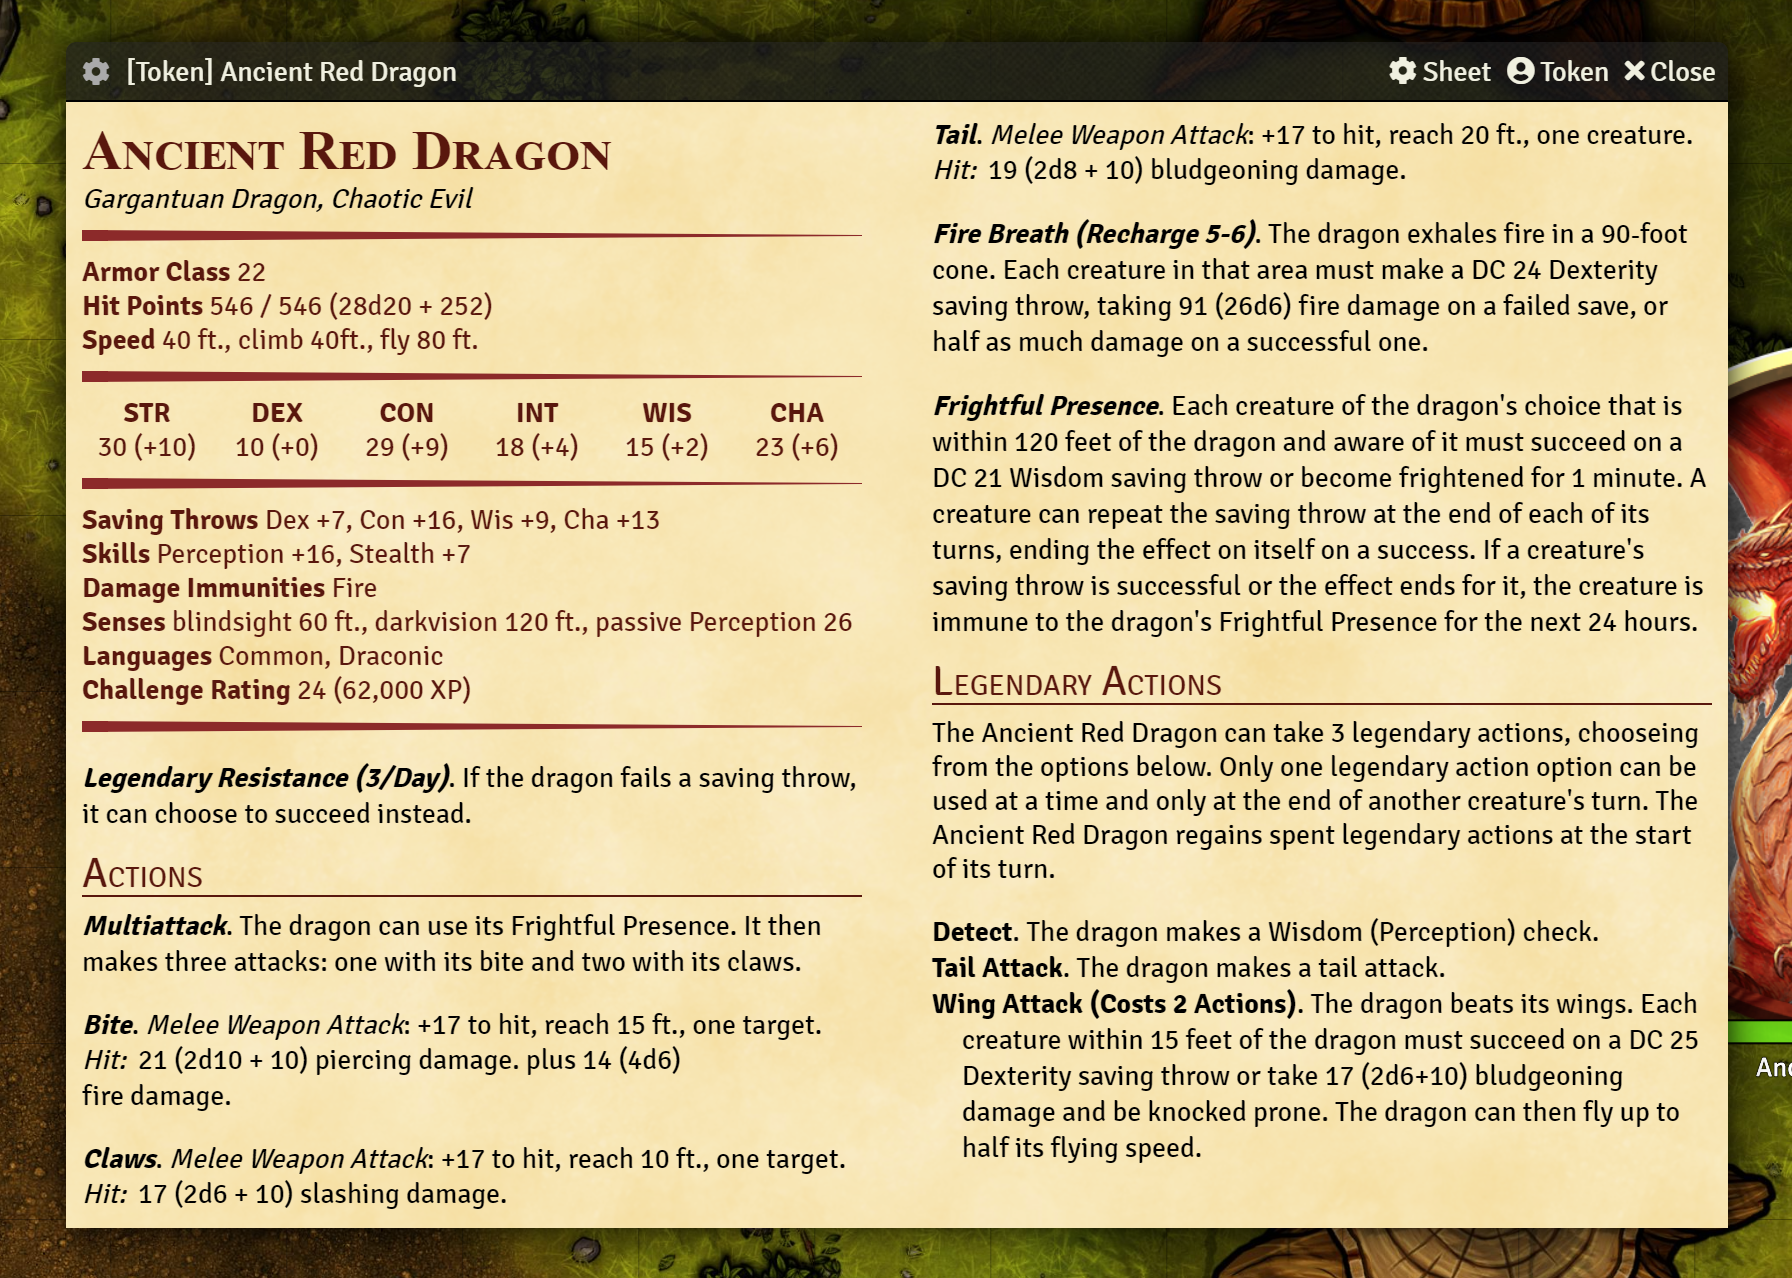 [Token] Ancient Red Dragon
Sheet Token Close
Ancient Red Dragon
Gargantuan Dragon, Chaotic Evil
Armor Class 22
Hit Points 546 / 546 (28d20 + 252)
Speed 40 ft., climb 40ft., fly 80 ft.
STR DEX CON INT WIS CHA
30 (+10) 10 (+0) 29 (+9) 18 (+4) 15 (+2) 23 (+6)
Saving Throws Dex +7, Con +16, Wis +9, Cha +13
Skills Perception +16, Stealth +7
Damage Immunities Fire
Senses blindsight 60 ft., darkvision 120 ft., passive Perception 26
Languages Common, Draconic
Challenge Rating 24 (62,000 XP)
Legendary Resistance (3/Day). If the dragon fails a saving throw,
it can choose to succeed instead.
Actions
Multiattack. The dragon can use its Frightful Presence. It then
makes three attacks: one with its bite and two with its claws.
Bite. Melee Weapon Attack: +17 to hit, reach 15 ft., one target.
Hit: 21 (2d10 + 10) piercing damage. plus 14 (4d6)
fire damage.
Claws. Melee Weapon Attack: +17 to hit, reach 10 ft., one target.
Hit: 17 (2d6 + 10) slashing damage.
Tail. Melee Weapon Attack: +17 to hit, reach 20 ft., one creature.
Hit: 19 (2d8 + 10) bludgeoning damage.
Fire Breath (Recharge 5-6). The dragon exhales fire in a 90-foot
cone. Each creature in that area must make a DC 24 Dexterity
saving throw, taking 91 (26d6) fire damage on a failed save, or
half as much damage on a successful one.
Frightful Presence. Each creature of the dragon's choice that is
within 120 feet of the dragon and aware of it must succeed on a
DC 21 Wisdom saving throw or become frightened for 1 minute. A
creature can repeat the saving throw at the end of each of its
turns, ending the effect on itself on a success. If a creature's
saving throw is successful or the effect ends for it, the creature is
immune to the dragon's Frightful Presence for the next 24 hours.
Legendary Actions
The Ancient Red Dragon can take 3 legendary actions, chooseing
from the options below. Only one legendary action option can be
used at a time and only at the end of another creature's turn. The
Ancient Red Dragon regains spent legendary actions at the start
of its turn.
Detect. The dragon makes a Wisdom (Perception) check.
Tail Attack. The dragon makes a tail attack.
Wing Attack (Costs 2 Actions). The dragon beats its wings. Each
creature within 15 feet of the dragon must succeed on a DC 25
Dexterity saving throw or take 17 (2d6+10) bludgeoning
damage and be knocked prone. The dragon can then fly up to
half its flying speed.